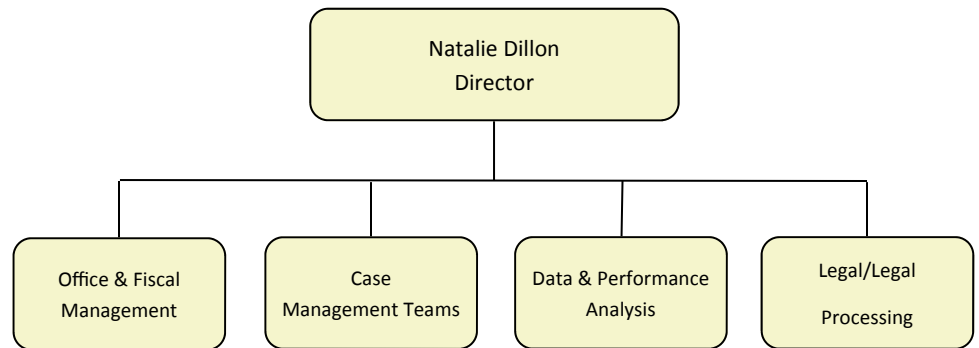 Natalie Dillon
Director
Office & Fiscal
Management
Case
Management Teams
Data & Performance
Analysis
Legal/Legal
Processing